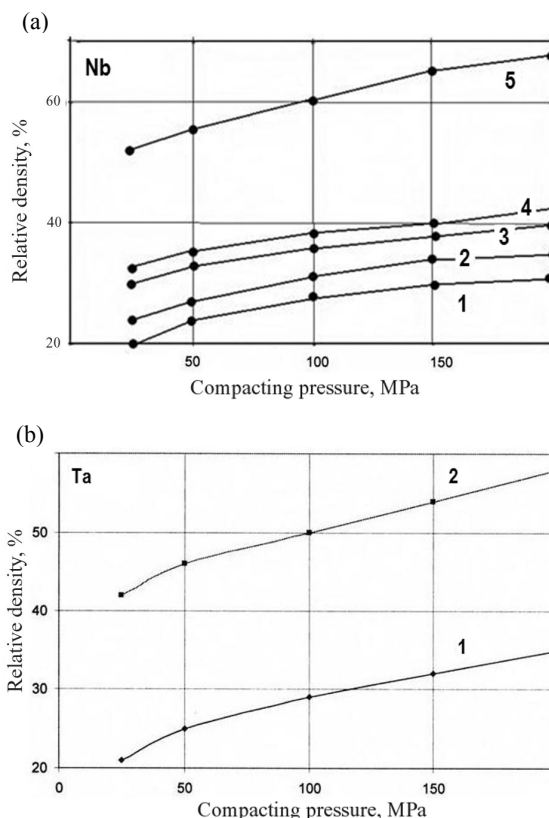 (a)
Nb
5
60
Relative density, %
4
40
3
2
1
20
50 100 150
Compacting pressure, MPa
(b)
Ta
2
50
Relative density, %
40
1
30
20
0 50 100 150
Compacting pressure, MPa